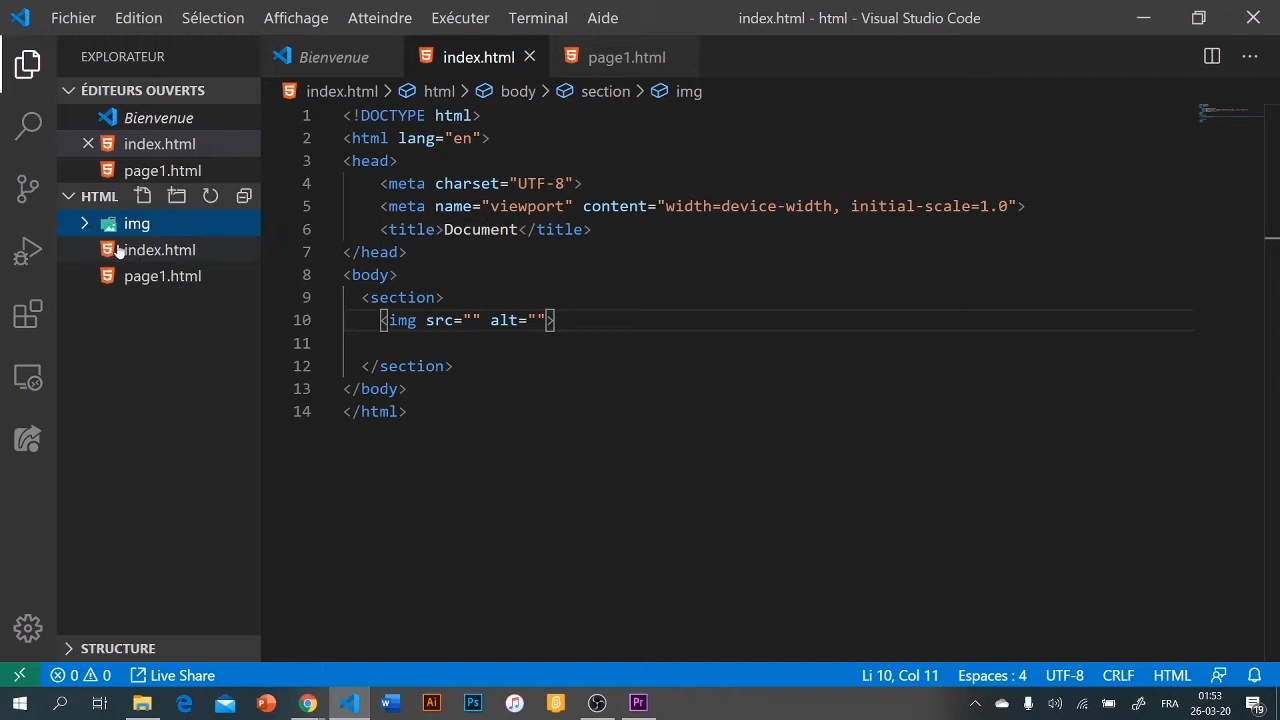 Fichier Edition Sélection Affichage Atteindre Exécuter Terminal Aide index.html - html - Visual Studio Code
EXPLORATEUR
Bienvenue index.html page1.html
ÉDITEURS OUVERTS
index.html html body section img
Bienvenue
index.html
page1.html
HTML
img
index.html
page1.html
1 <!DOCTYPE html>
2 <html lang="en">
3 <head>
4 <meta charset="UTF-8">
5 <meta name="viewport" content="width=device-width, initial-scale=1.0">
6 <title>Document</title>
7 </head>
8 <body>
9 <section>
10 <img src="" alt="">
11
12 </section>
13 </body>
14 </html>
STRUCTURE
0 0 Live Share Li 10, Col 11 Espaces : 4 UTF-8 CRLF HTML
W Ai Ps Pr FR 01:53
26-03-20 19